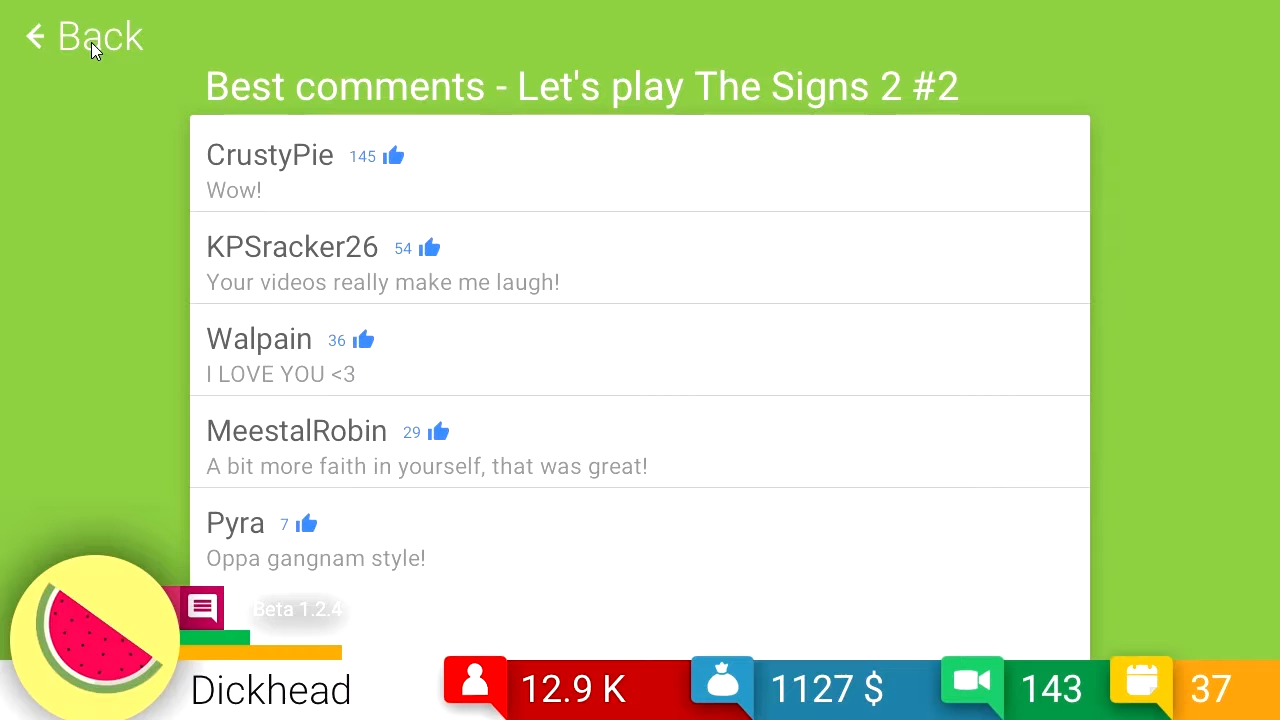 Back
Best comments - Let's play The Signs 2 #2
CrustyPie 145
Wow!
KPSracker26 54
Your videos really make me laugh!
Walpain 36
I LOVE YOU <3
MeestalRobin 29
A bit more faith in yourself, that was great!
Pyra 7
Oppa gangnam style!
Beta 1.2.4
Dickhead 12.9 K 1127 $ 143 37